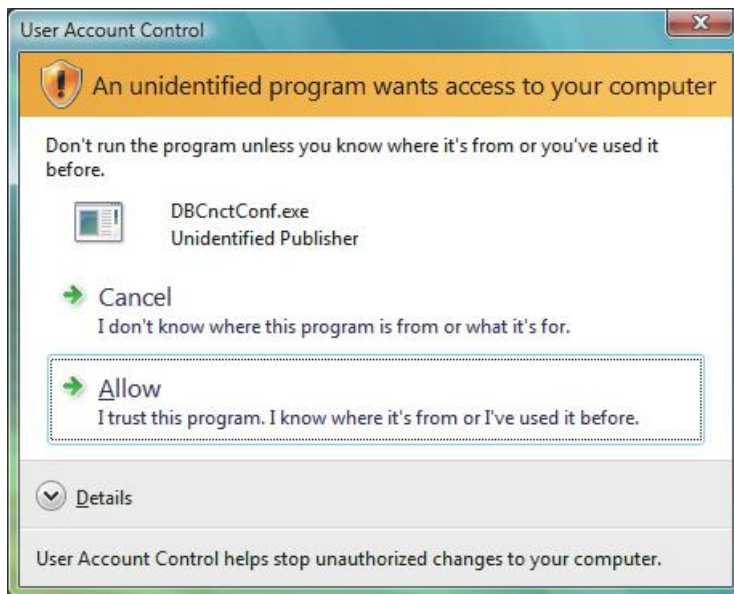 User Account Control
An unidentified program wants access to your computer
Don't run the program unless you know where it's from or you've used it
before.
DBCnctConf.exe
Unidentified Publisher
Cancel
I don't know where this program is from or what it's for.
Allow
I trust this program. I know where it's from or I've used it before.
Details
User Account Control helps stop unauthorized changes to your computer.